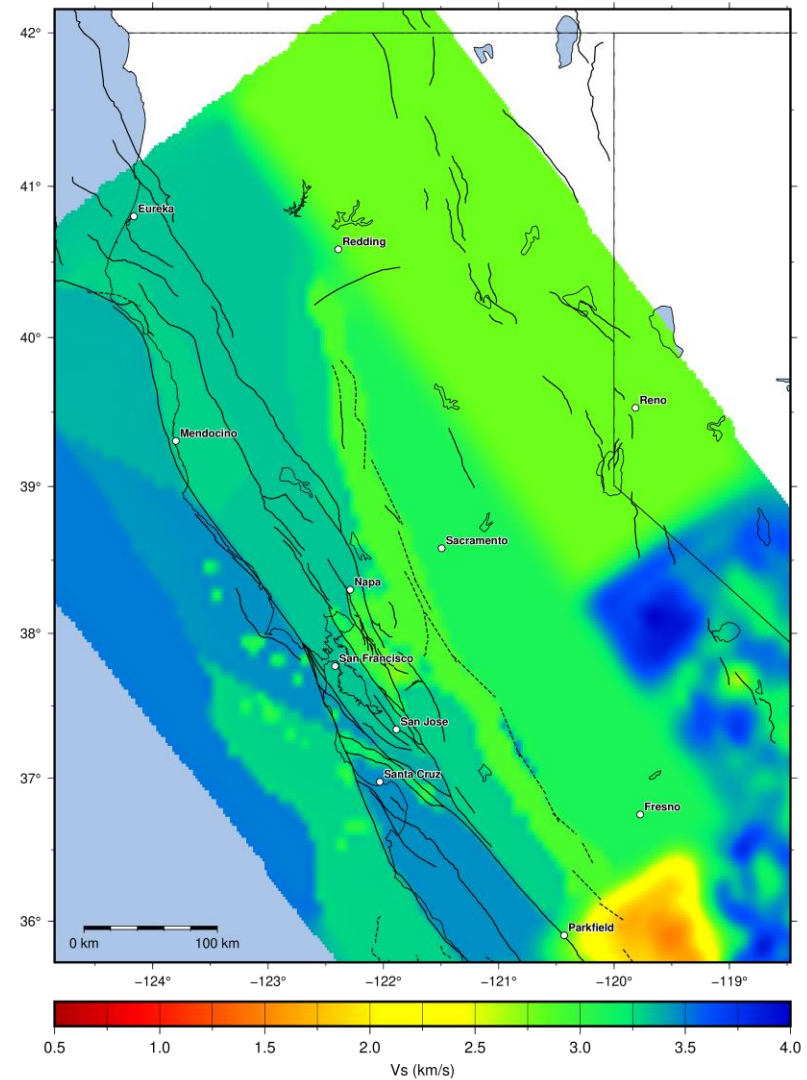 42°
41°
Eureka
Redding
40°
Reno
Mendocino
39°
Sacramento
Napa
38°
San Francisco
San Jose
37°
Santa Cruz
Fresno
36°
Parkfield
0 km 100 km
−124° −123° −122° −121° −120° −119°
0.5 1.0 1.5 2.0 2.5 3.0 3.5 4.0
Vs (km/s)